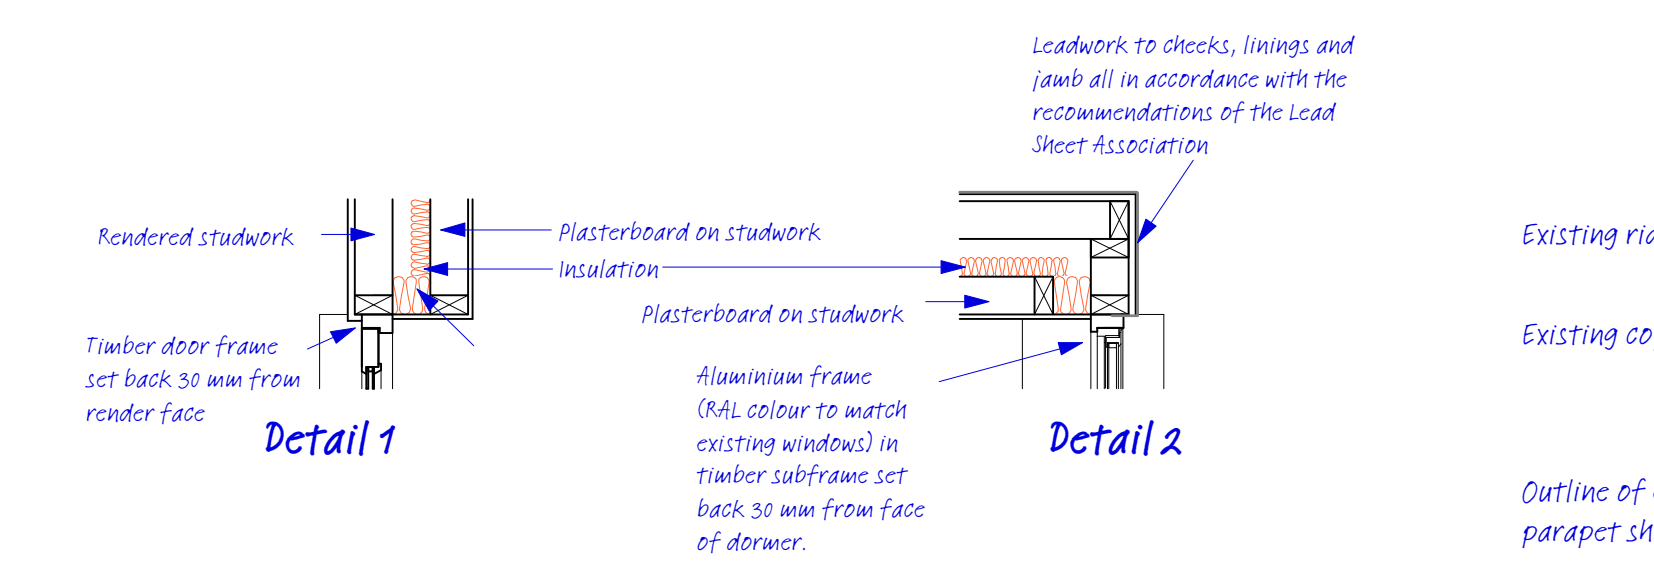 Leadwork to cheeks, linings and
jamb all in accordance with the
recommendations of the Lead
Sheet Association
Rendered studwork
Plasterboard on studwork
Insulation
Plasterboard on studwork
Timber door frame
set back 30 mm from
render face
Detail 1
Aluminium frame
(RAL colour to match
existing windows) in
timber subframe set
back 30 mm from face
of dormer.
Detail 2
Existing
Existing
Outline of
parapet